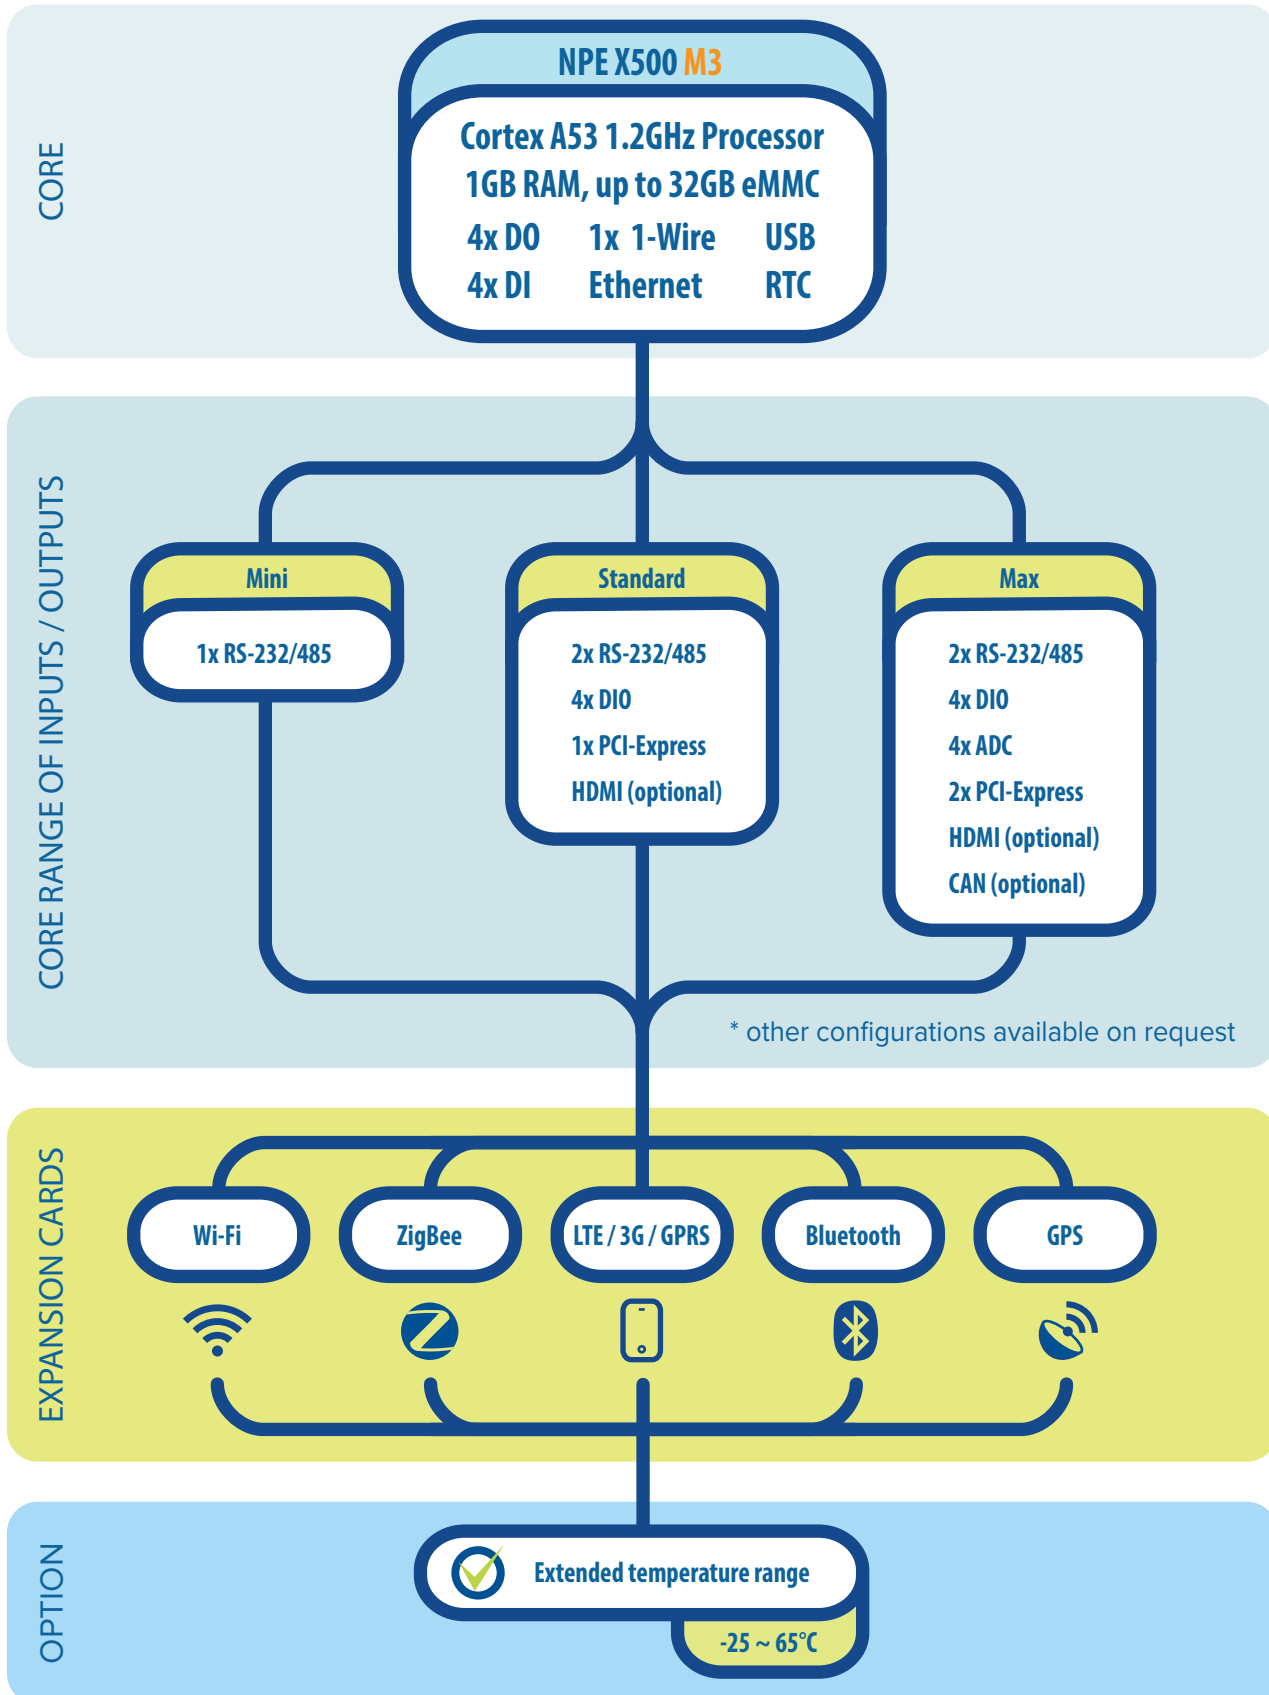 CORE
NPE X500 M3
Cortex A53 1.2GHz Processor
1GB RAM, up to 32GB eMMC
4x DO 1x 1-Wire USB
4x DI Ethernet RTC
CORE RANGE OF INPUTS / OUTPUTS
Mini
1x RS-232/485
Standard
2x RS-232/485
4x DIO
1x PCI-Express
HDMI (optional)
Max
2x RS-232/485
4x DIO
4x ADC
2x PCI-Express
HDMI (optional)
CAN (optional)
* other configurations available on request
EXPANSION CARDS
Wi-Fi
ZigBee
LTE / 3G / GPRS
Bluetooth
GPS
OPTION
Extended temperature range
-25 ~ 65°C